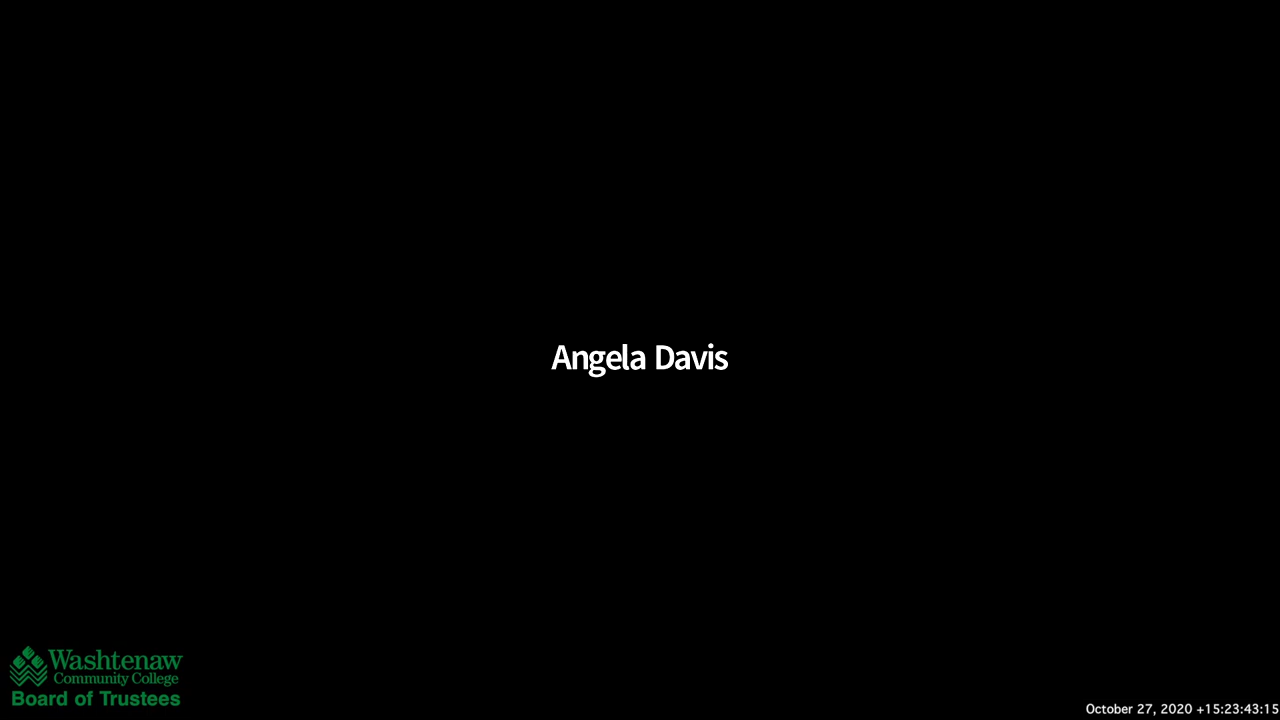 Angela Davis
Washtenaw
Community College
Board of Trustees
October 27, 2020 +15:23:43:15